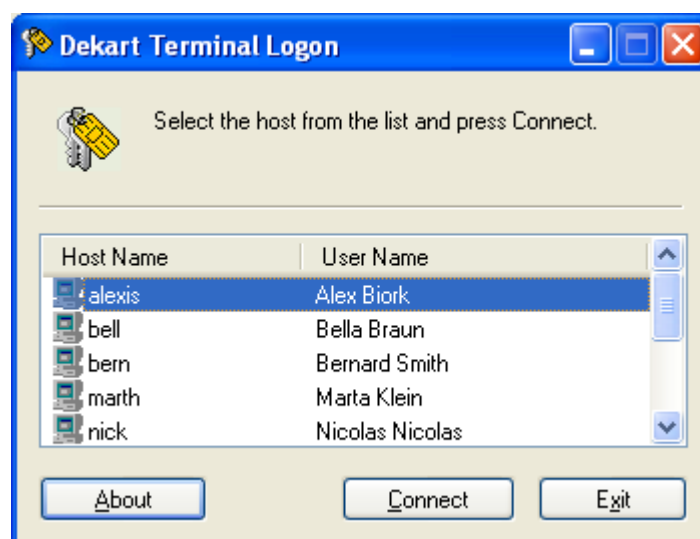 Dekart Terminal Logon
Select the host from the list and press Connect.
Host Name User Name
alexis Alex Biork
bell Bella Braun
bern Bernard Smith
marth Marta Klein
nick Nicolas Nicolas
About Connect Exit